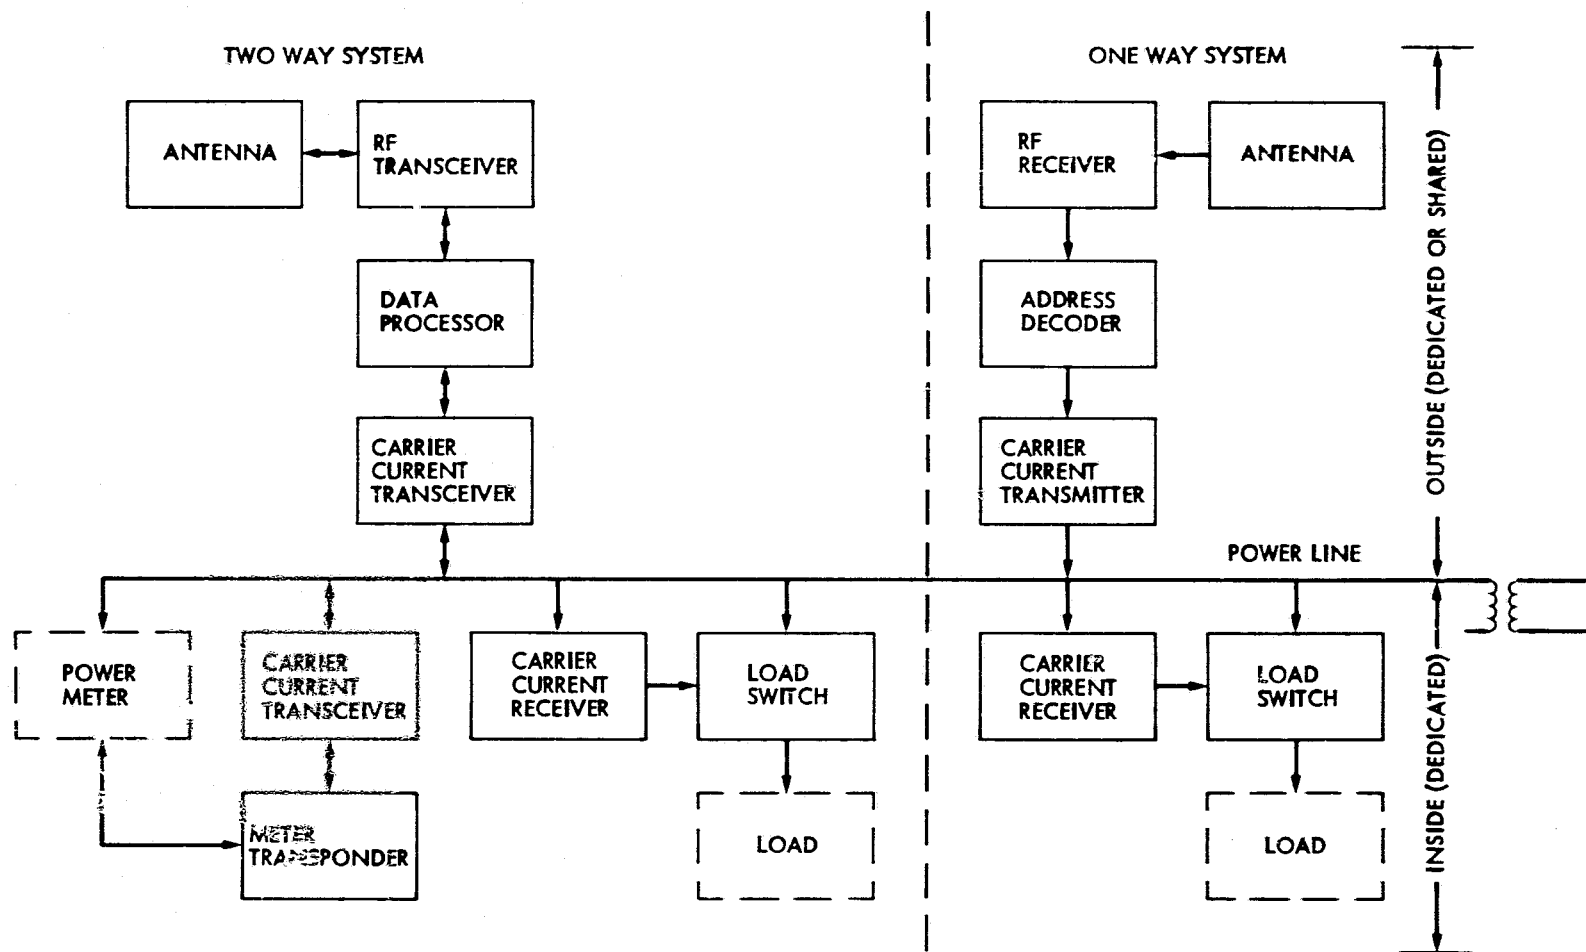 TWO WAY SYSTEM
ANTENNA
RF
TRANSCEIVER
DATA
PROCESSOR
CARRIER
CURRENT
TRANSCEIVER
POWER
METER
CARRIER
CURRENT
TRANSCEIVER
METER
TRANSPONDER
CARRIER
CURRENT
RECEIVER
LOAD
SWITCH
LOAD
ONE WAY SYSTEM
RF
RECEIVER
ANTENNA
ADDRESS
DECODER
CARRIER
CURRENT
TRANSMITTER
POWER LINE
CARRIER
CURRENT
RECEIVER
LOAD
SWITCH
LOAD
OUTSIDE (DEDICATED OR SHARED)
INSIDE (DEDICATED)